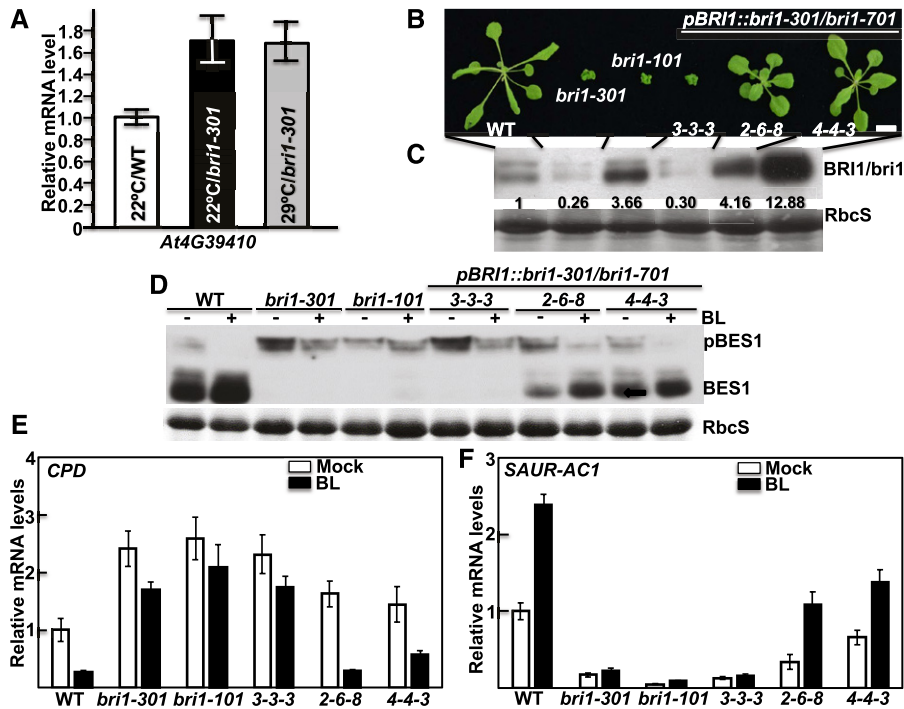 A
Relative mRNA level
1.8
1.6
1.4
1.2
1.0
0.8
0.6
0.4
0.2
0
22ºC/WT
22ºC/bri1-301
29ºC/bri1-301
At4G39410
B
pBRI1::bri1-301/bri1-701
bri1-101
bri1-301
WT
3-3-3
2-6-8
4-4-3
C
BRI1/bri1
1 0.26 3.66 0.30 4.16 12.88
RbcS
D
pBRI1::bri1-301/bri1-701
WT bri1-301 bri1-101 3-3-3 2-6-8 4-4-3
- + - + - + - + - + - + BL
pBES1
BES1
RbcS
E
CPD
Mock
BL
Relative mRNA levels
4
3
2
1
WT bri1-301 bri1-101 3-3-3 2-6-8 4-4-3
F
SAUR-AC1
Mock
BL
Relative mRNA levels
3
2
1
WT bri1-301 bri1-101 3-3-3 2-6-8 4-4-3